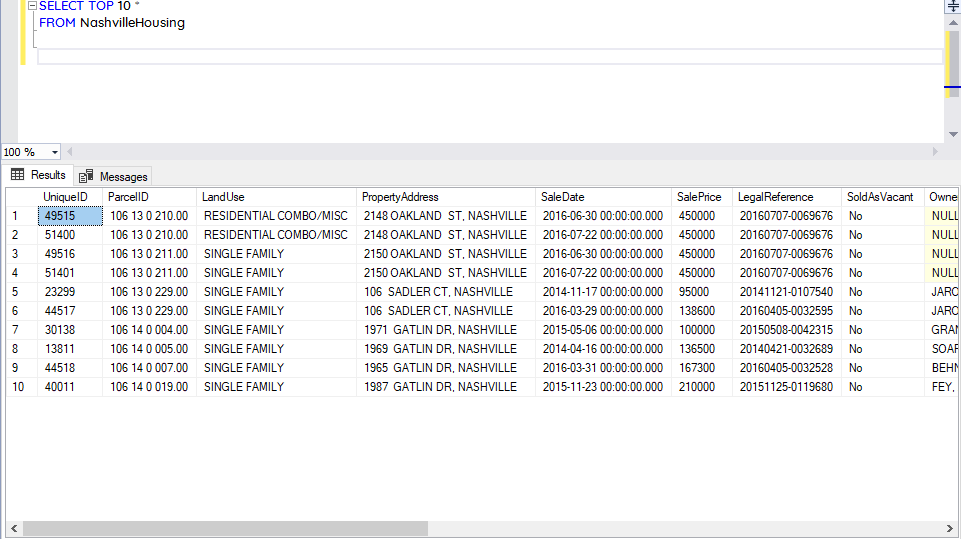 SELECT TOP 10 *
FROM NashvilleHousing
100 %
Results Messages
UniqueID ParcelID LandUse PropertyAddress SaleDate SalePrice LegalReference SoldAsVacant Owne
1 49515 106 13 0 210.00 RESIDENTIAL COMBO/MISC 2148 OAKLAND ST, NASHVILLE 2016-06-30 00:00:00.000 450000 20160707-0069676 No NULL
2 51400 106 13 0 210.00 RESIDENTIAL COMBO/MISC 2148 OAKLAND ST, NASHVILLE 2016-07-22 00:00:00.000 450000 20160707-0069676 No NULL
3 49516 106 13 0 211.00 SINGLE FAMILY 2150 OAKLAND ST, NASHVILLE 2016-06-30 00:00:00.000 450000 20160707-0069676 No NULL
4 51401 106 13 0 211.00 SINGLE FAMILY 2150 OAKLAND ST, NASHVILLE 2016-07-22 00:00:00.000 450000 20160707-0069676 No NULL
5 23299 106 13 0 229.00 SINGLE FAMILY 106 SADLER CT, NASHVILLE 2014-11-17 00:00:00.000 95000 20141121-0107540 No JARO
6 44517 106 13 0 229.00 SINGLE FAMILY 106 SADLER CT, NASHVILLE 2016-03-29 00:00:00.000 138600 20160405-0032595 No JARO
7 30138 106 14 0 004.00 SINGLE FAMILY 1971 GATLIN DR, NASHVILLE 2015-05-06 00:00:00.000 100000 20150508-0042315 No GRAN
8 13811 106 14 0 005.00 SINGLE FAMILY 1969 GATLIN DR, NASHVILLE 2014-04-16 00:00:00.000 136500 20140421-0032689 No SOAR
9 44518 106 14 0 007.00 SINGLE FAMILY 1965 GATLIN DR, NASHVILLE 2016-03-31 00:00:00.000 167300 20160405-0032528 No BEHN
10 40011 106 14 0 019.00 SINGLE FAMILY 1987 GATLIN DR, NASHVILLE 2015-11-23 00:00:00.000 210000 20151125-0119680 No FEY,